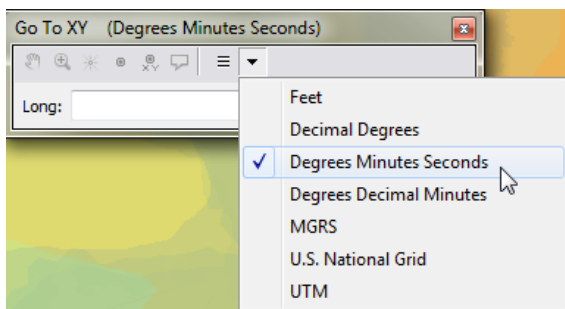 Go To XY (Degrees Minutes Seconds)
Long:
Feet
Decimal Degrees
Degrees Minutes Seconds
Degrees Decimal Minutes
MGRS
U.S. National Grid
UTM